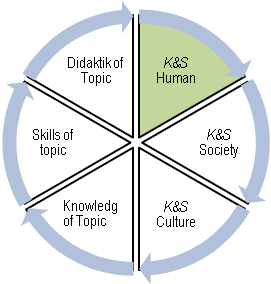 Didaktik of
Topic
K&S
Human
K&S
Society
K&S
Culture
Knowledg
of Topic
Skills of
topic